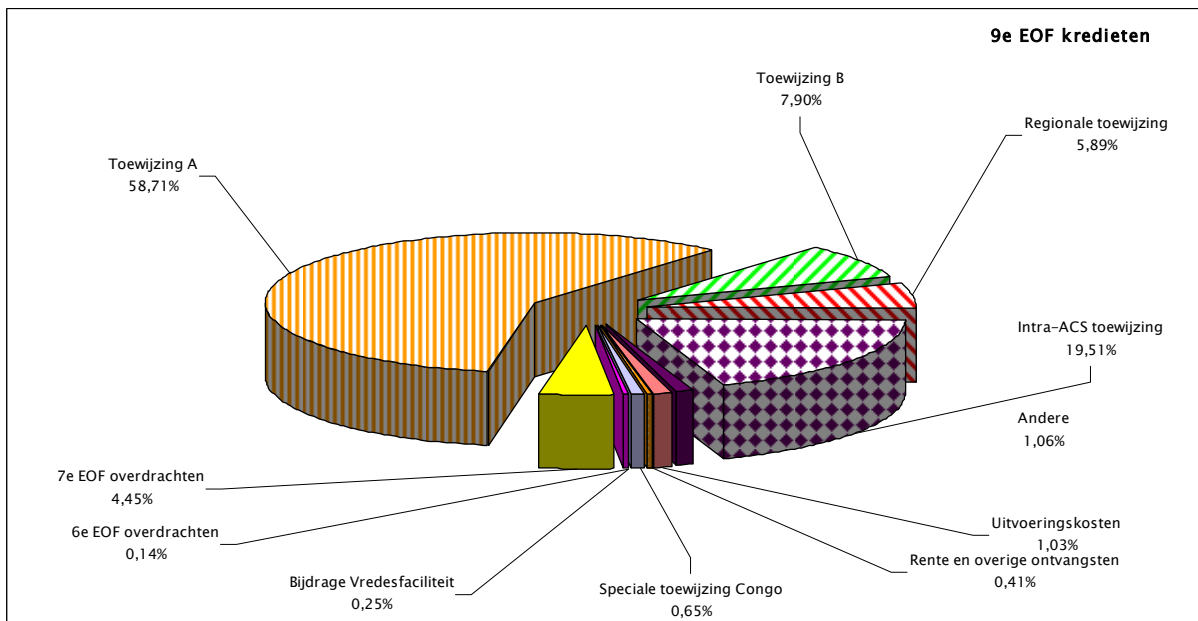 9e EOF kredieten
Toewijzing B
7,90%
Regionale toewijzing
5,89%
Toewijzing A
58,71%
Intra-ACS toewijzing
19,51%
Andere
1,06%
7e EOF overdrachten
4,45%
6e EOF overdrachten
0,14%
Uitvoeringskosten
1,03%
Rente en overige ontvangsten
0,41%
Bijdrage Vredesfaciliteit
0,25%
Speciale toewijzing Congo
0,65%